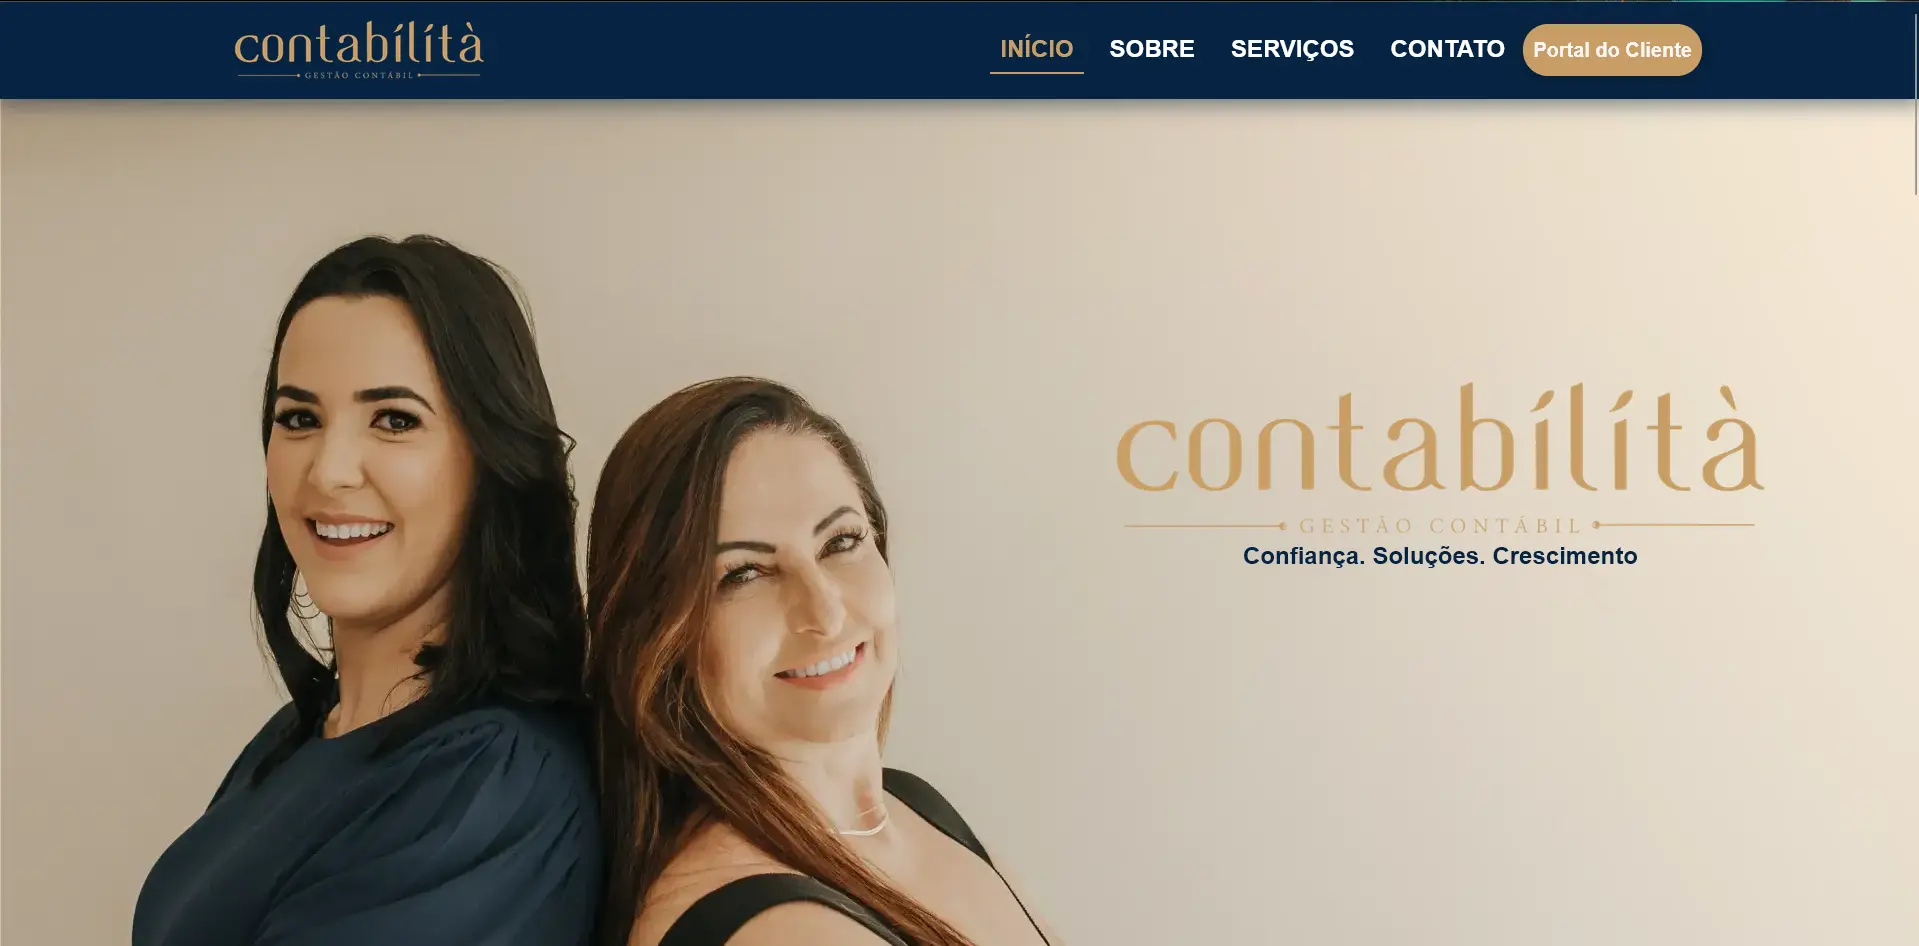 contabílítà
GESTÃO CONTÁBIL
INÍCIO SOBRE SERVIÇOS CONTATO Portal do Cliente
contabílítà
GESTÃO CONTÁBIL
Confiança. Soluções. Crescimento